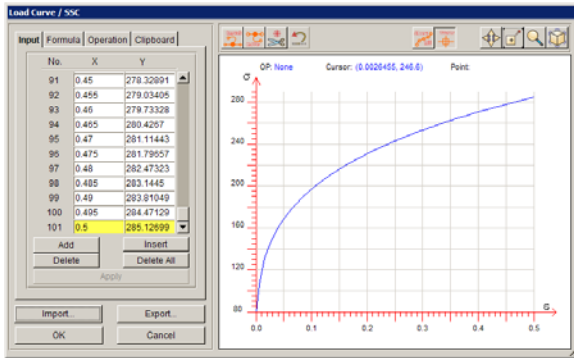 Load Curve / SSC
Input Formula Operation Clipboard
No. X Y
91 0.45 278.32891
92 0.455 279.03405
93 0.46 279.73328
94 0.465 280.4267
95 0.47 281.11443
96 0.475 281.79657
97 0.48 282.47323
98 0.485 283.1445
99 0.49 283.81049
100 0.495 284.47129
101 0.5 285.12699
Add Insert
Delete Delete All
Apply
Import... Export...
OK Cancel
OP: None Cursor: (0.0026455, 246.6) Point:
σ
280
240
200
160
120
80
0.0 0.1 0.2 0.3 0.4 0.5